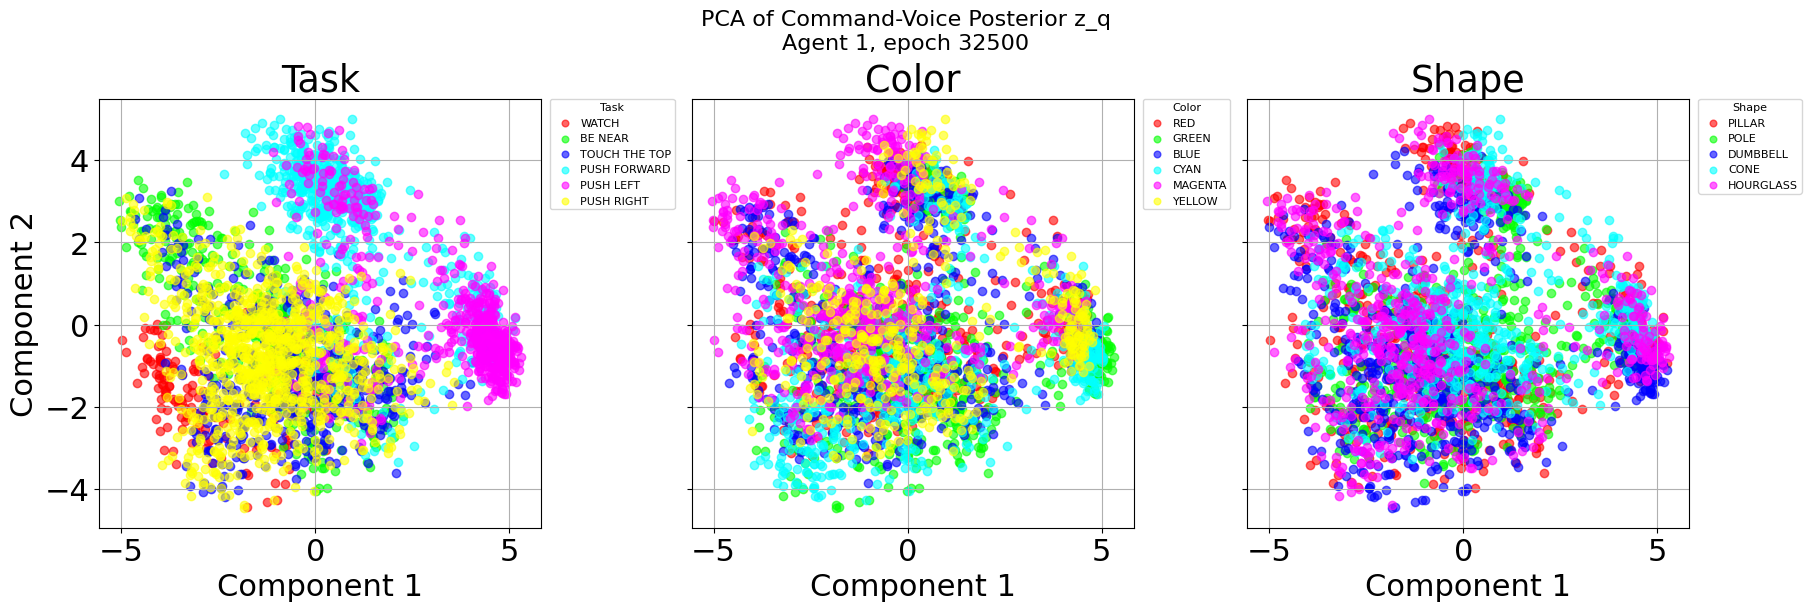 PCA of Command-Voice Posterior z_q
Agent 1, epoch 32500
Task
Component 2
4
2
0
−2
−4
−5
0
5
Component 1
Task
WATCH
BE NEAR
TOUCH THE TOP
PUSH FORWARD
PUSH LEFT
PUSH RIGHT
Color
−5
0
5
Component 1
Color
RED
GREEN
BLUE
CYAN
MAGENTA
YELLOW
Shape
−5
0
5
Component 1
Shape
PILLAR
POLE
DUMBBELL
CONE
HOURGLASS